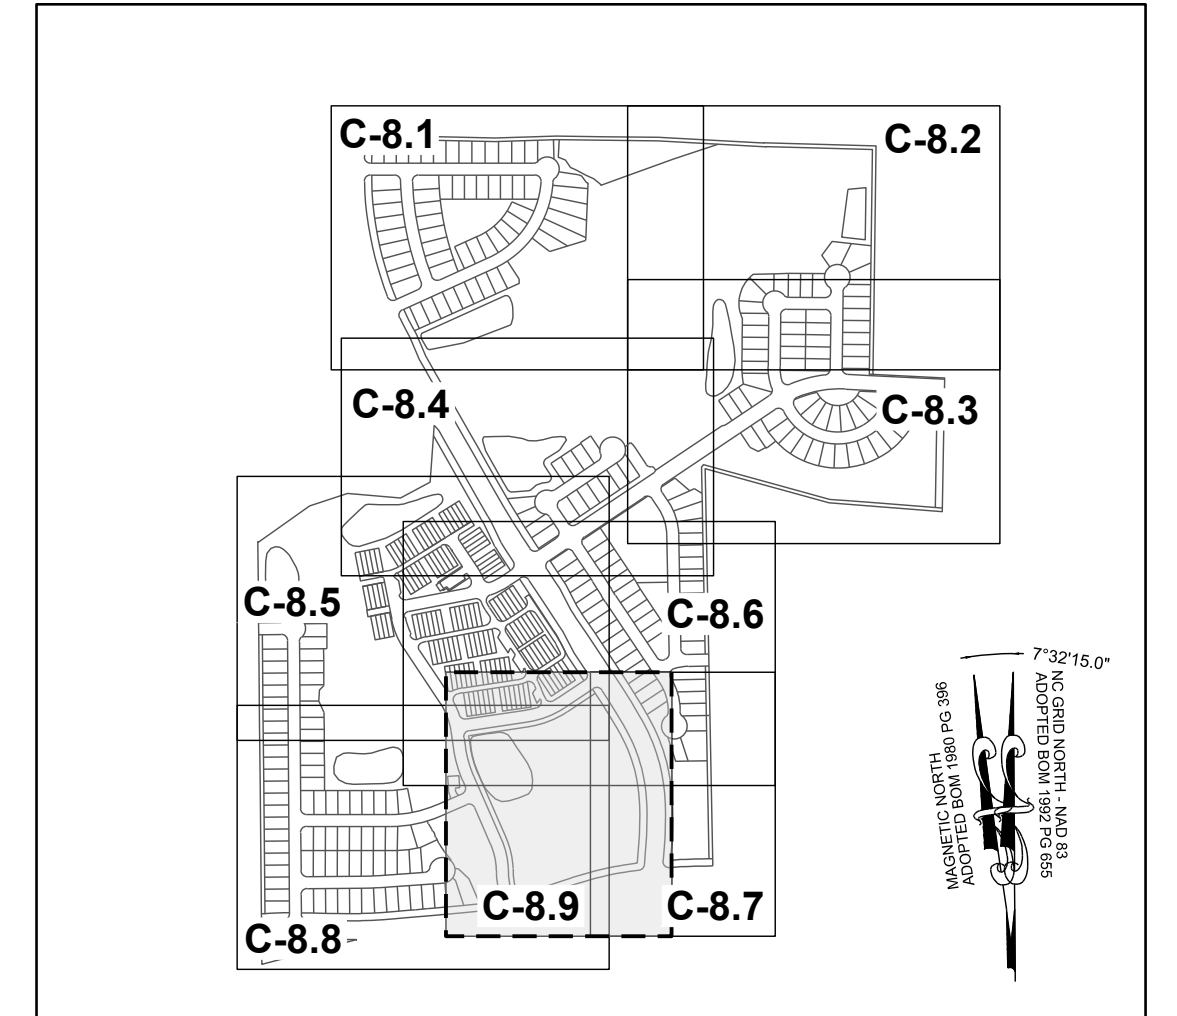 C-8.1
C-8.2
C-8.4
C-8.3
C-8.5
C-8.6
C-8.9
C-8.7
C-8.8
7°32'15.0"
NC GRID NORTH - NAD 83
ADOPTED BOM 1992 PG 655
MAGNETIC NORTH
ADOPTED BOM 1980 PG 396